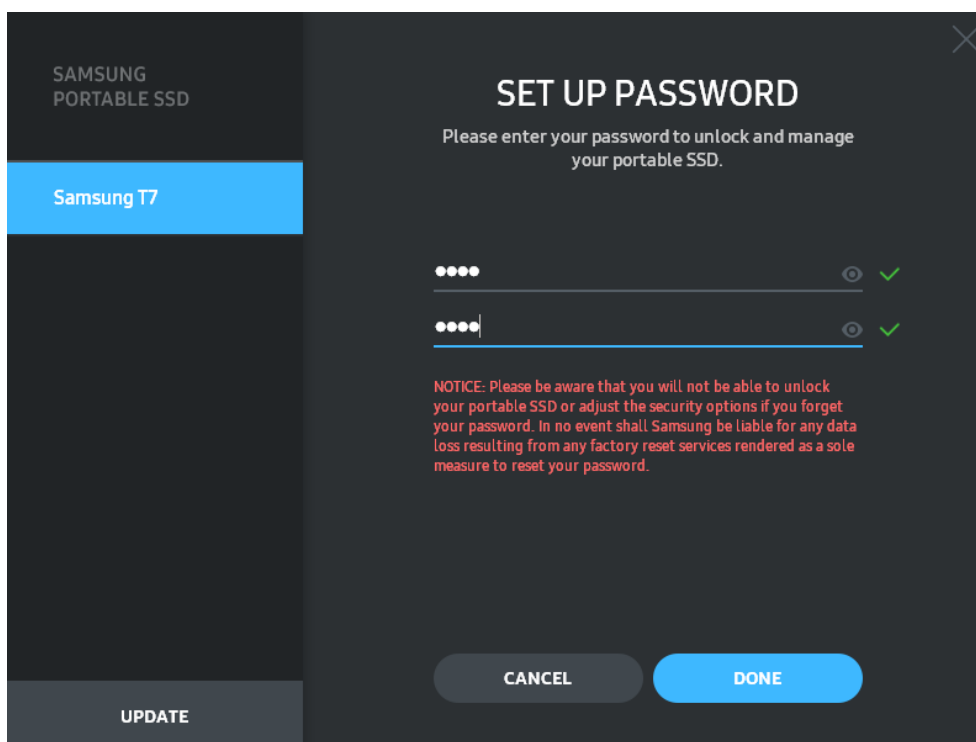 SAMSUNG
PORTABLE SSD
Samsung T7
UPDATE
SET UP PASSWORD
Please enter your password to unlock and manage
your portable SSD.
●●●●
●●●●
NOTICE: Please be aware that you will not be able to unlock
your portable SSD or adjust the security options if you forget
your password. In no event shall Samsung be liable for any data
loss resulting from any factory reset services rendered as a sole
measure to reset your password.
CANCEL
DONE